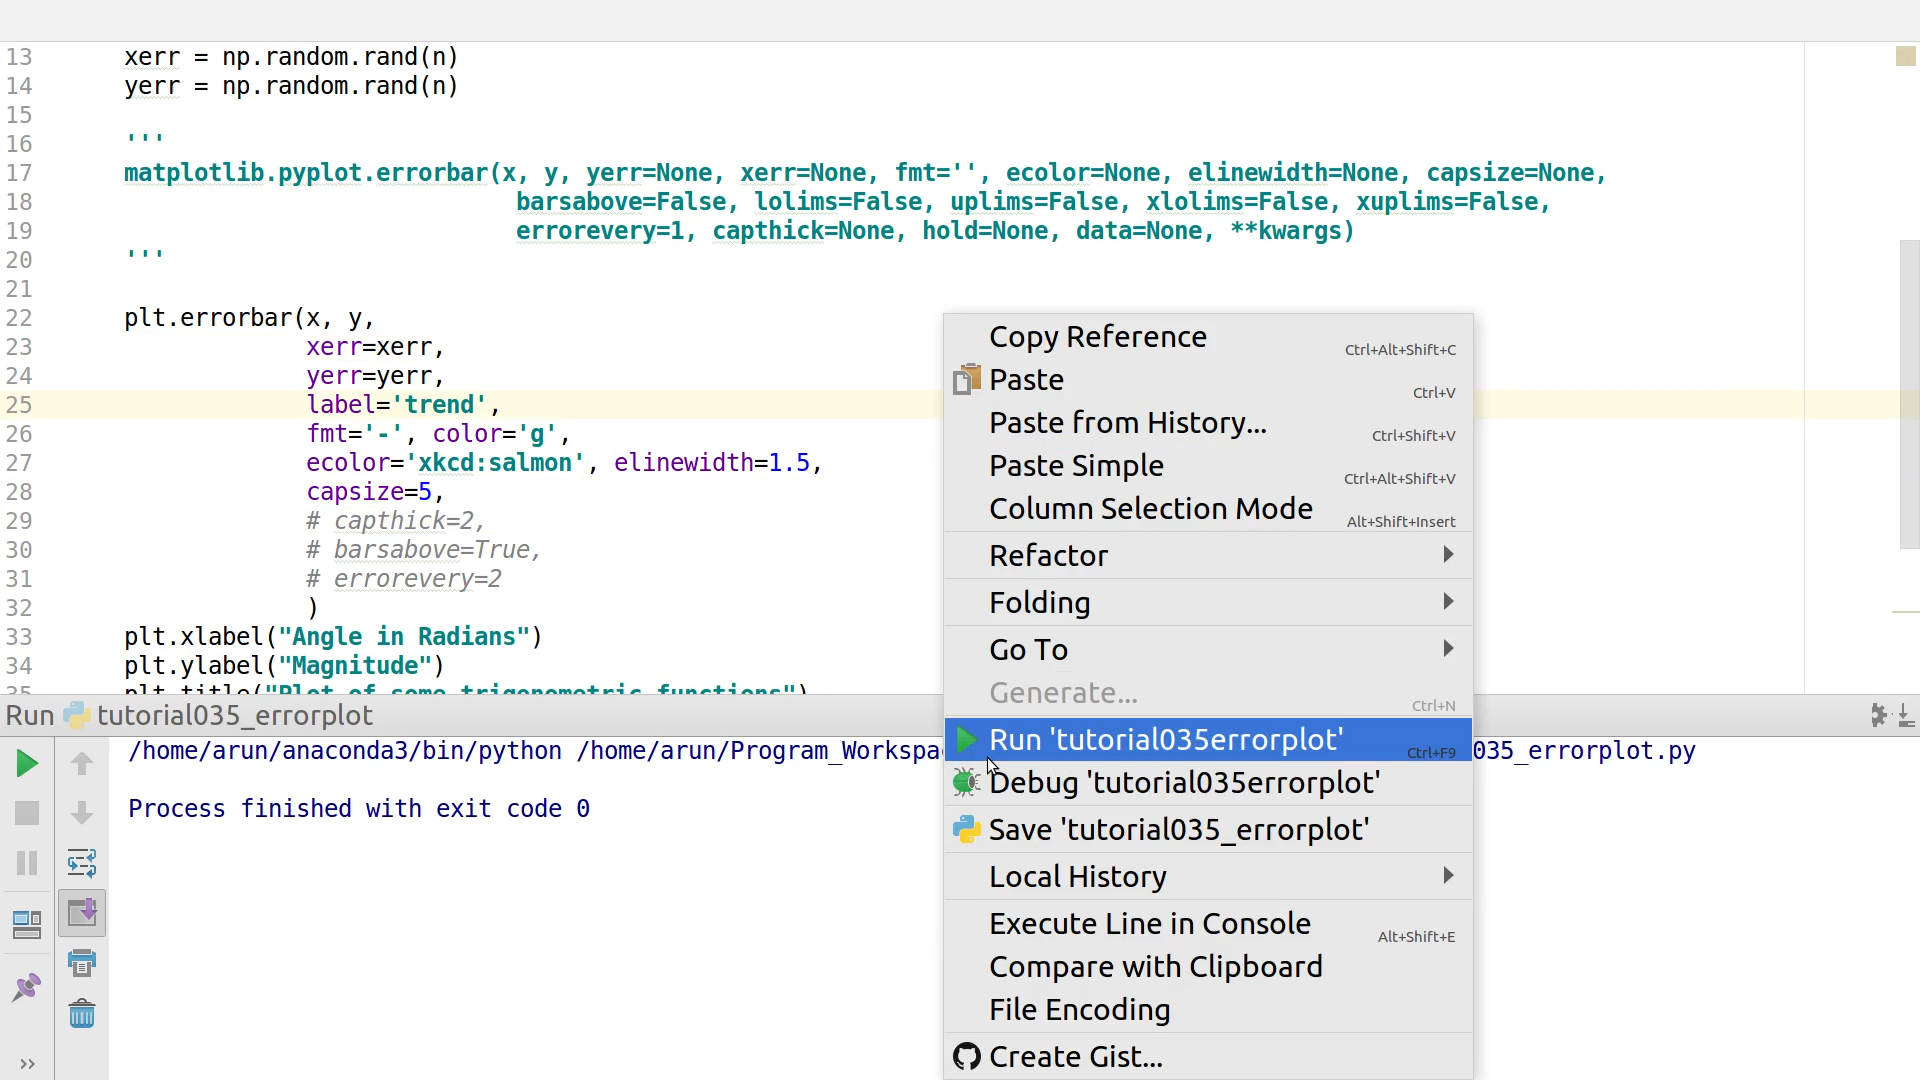 13 xerr = np.random.rand(n)
14 yerr = np.random.rand(n)
15
16 '''
17 matplotlib.pyplot.errorbar(x, y, yerr=None, xerr=None, fmt='', ecolor=None, elinewidth=None, capsize=None,
18 barsabove=False, lolims=False, uplims=False, xlolims=False, xuplims=False,
19 errorevery=1, capthick=None, hold=None, data=None, **kwargs)
20 '''
21
22 plt.errorbar(x, y,
23 xerr=xerr,
24 yerr=yerr,
25 label='trend',
26 fmt='-', color='g',
27 ecolor='xkcd:salmon', elinewidth=1.5,
28 capsize=5,
29 # capthick=2,
30 # barsabove=True,
31 # errorevery=2
32 )
33 plt.xlabel("Angle in Radians")
34 plt.ylabel("Magnitude")
35 plt.title("Plot of some trigonometric functions")
Copy Reference Ctrl+Alt+Shift+C
Paste Ctrl+V
Paste from History... Ctrl+Shift+V
Paste Simple Ctrl+Alt+Shift+V
Column Selection Mode Alt+Shift+Insert
Refactor
Folding
Go To
Generate... Ctrl+N
Run 'tutorial035errorplot' Ctrl+F9
Debug 'tutorial035errorplot'
Save 'tutorial035_errorplot'
Local History
Execute Line in Console Alt+Shift+E
Compare with Clipboard
File Encoding
Create Gist...
Run tutorial035_errorplot
/home/arun/anaconda3/bin/python /home/arun/Program_Workspa 035_errorplot.py
Process finished with exit code 0